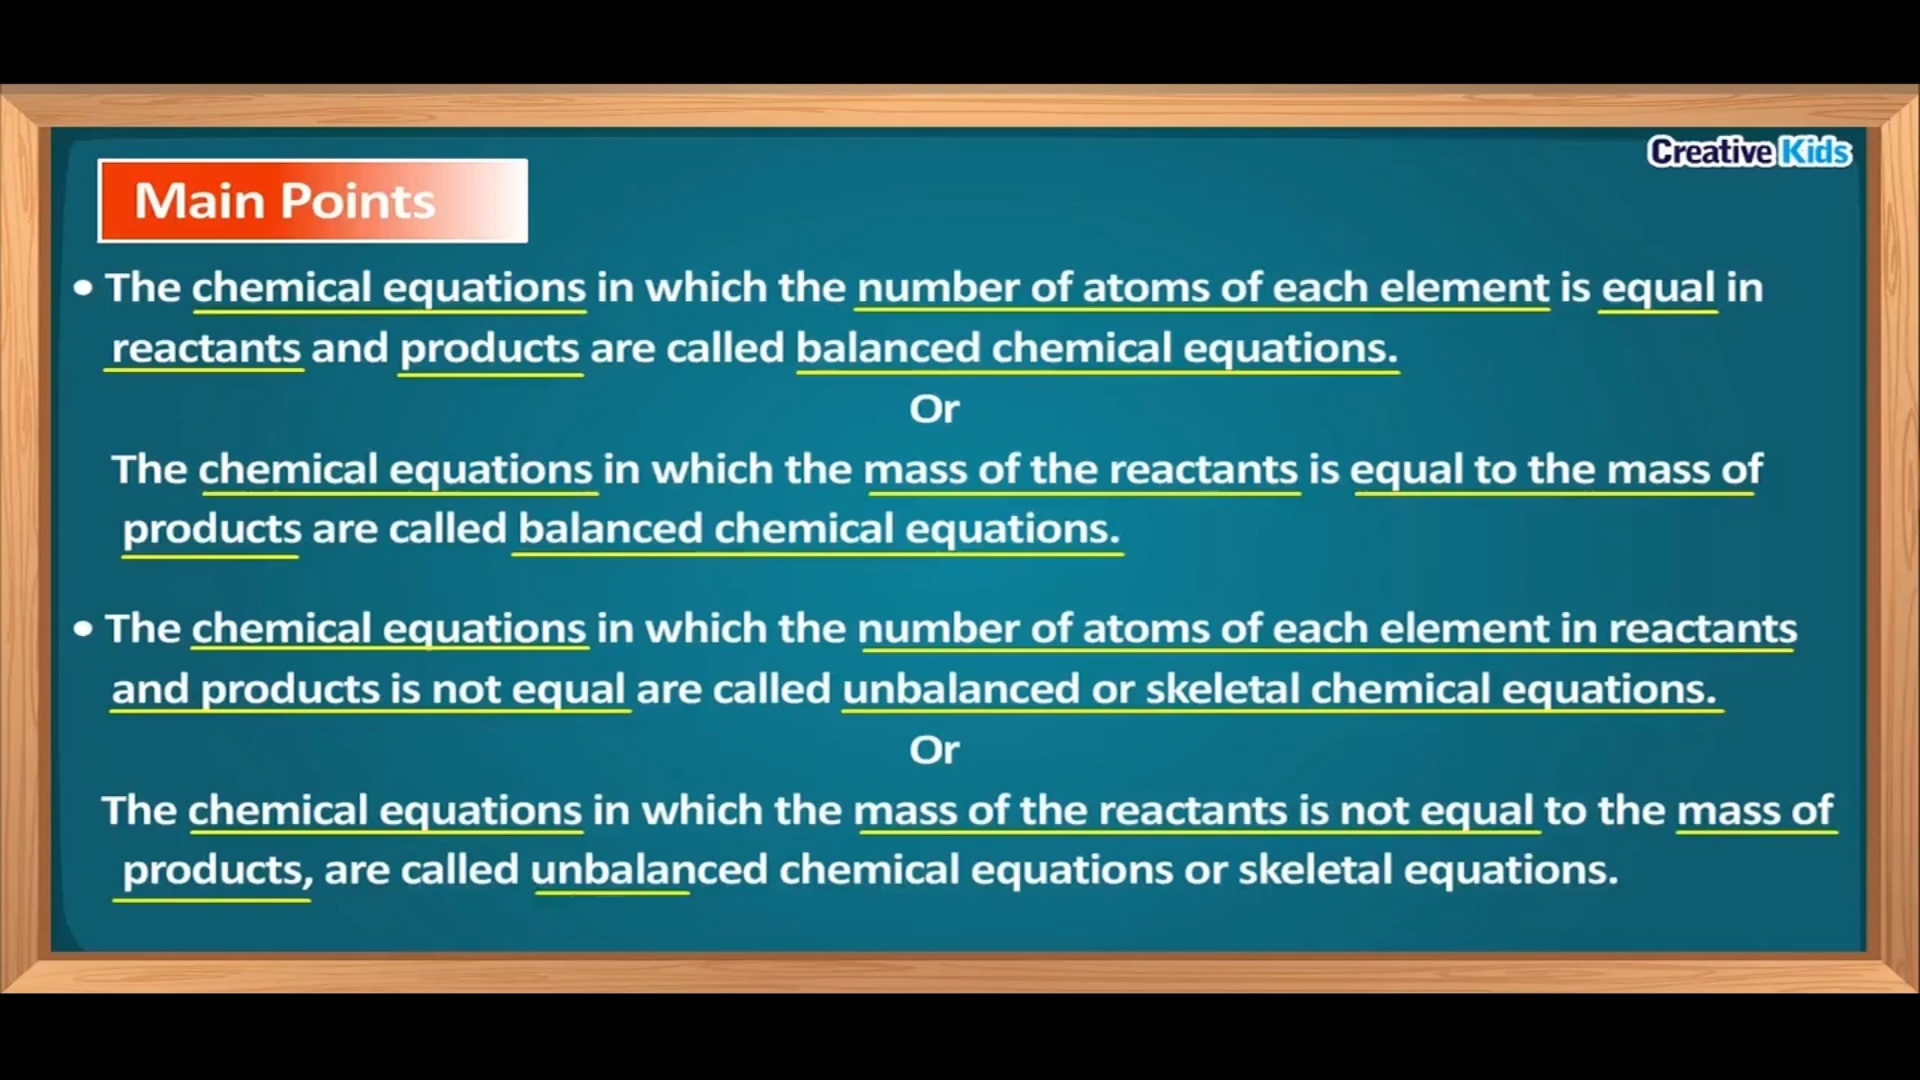 Creative Kids
Main Points
• The chemical equations in which the number of atoms of each element is equal in
reactants and products are called balanced chemical equations.
Or
The chemical equations in which the mass of the reactants is equal to the mass of
products are called balanced chemical equations.
• The chemical equations in which the number of atoms of each element in reactants
and products is not equal are called unbalanced or skeletal chemical equations.
Or
The chemical equations in which the mass of the reactants is not equal to the mass of
products, are called unbalanced chemical equations or skeletal equations.